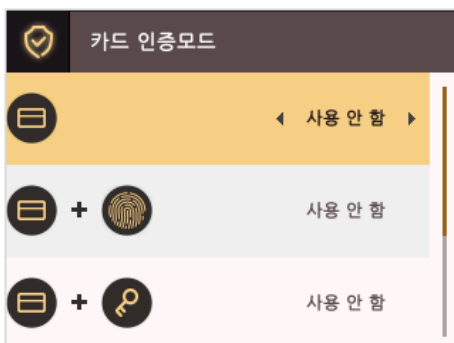 카드 인증모드
사용 안 함
+ 사용 안 함
+ 사용 안 함